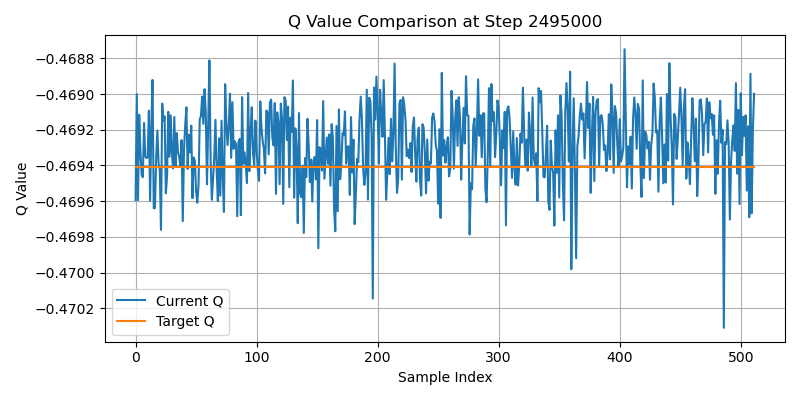 Q Value Comparison at Step 2495000
Q Value
−0.4688
−0.4690
−0.4692
−0.4694
−0.4696
−0.4698
−0.4700
−0.4702
Current Q
Target Q
0 100 200 300 400 500
Sample Index